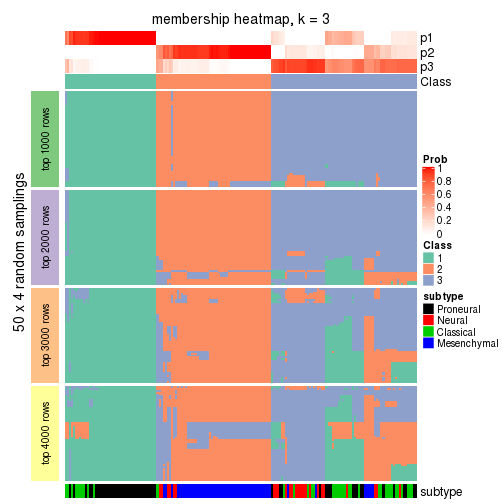 membership heatmap, k = 3
p1
p2
p3
Class
50 x 4 random samplings
top 1000 rows
top 2000 rows
top 3000 rows
top 4000 rows
Prob
1
0.8
0.6
0.4
0.2
0
Class
1
2
3
subtype
Proneural
Neural
Classical
Mesenchymal
subtype